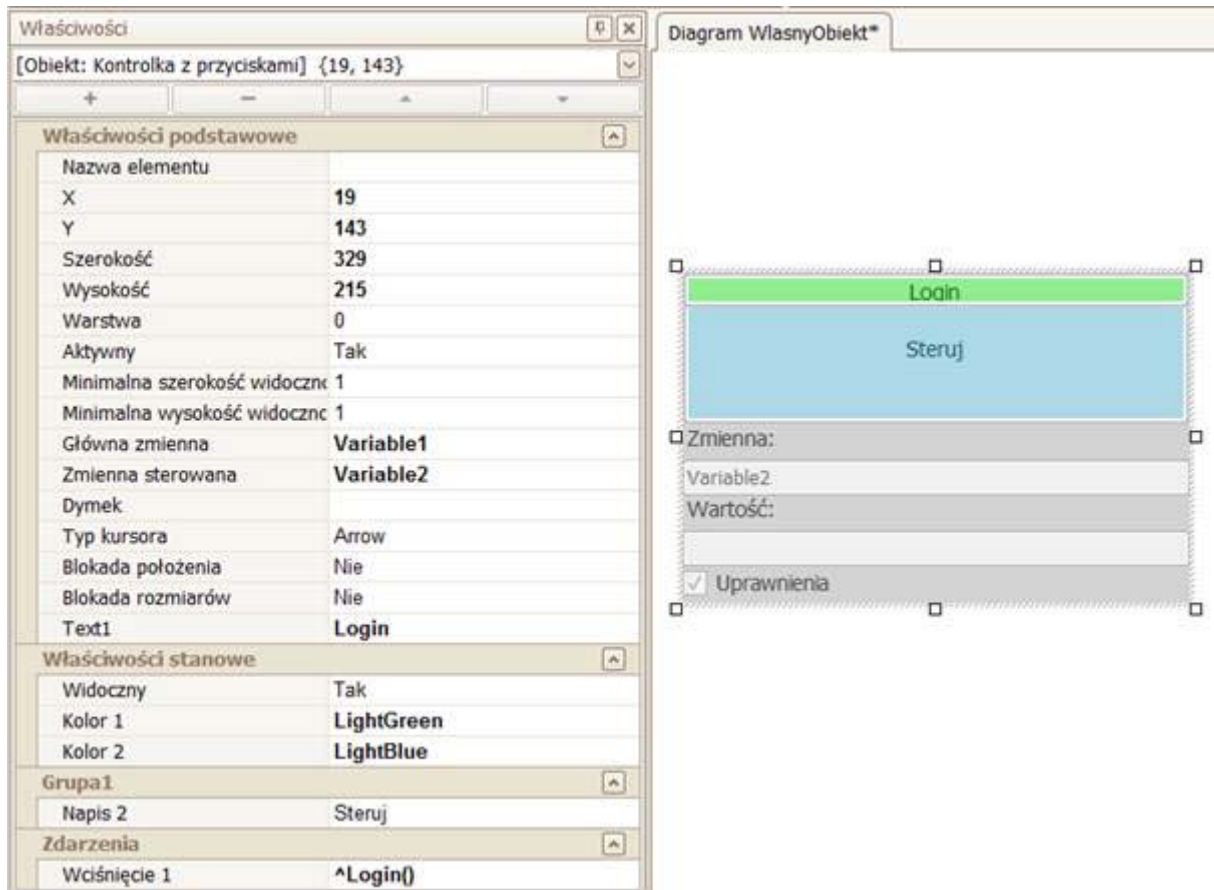 Właściwości
[Obiekt: Kontrolka z przyciskami] {19, 143}
Właściwości podstawowe
Nazwa elementu
X 19
Y 143
Szerokość 329
Wysokość 215
Warstwa 0
Aktywny Tak
Minimalna szerokość widocznc 1
Minimalna wysokość widocznc 1
Główna zmienna Variable1
Zmienna sterowana Variable2
Dymek
Typ kursora Arrow
Blokada położenia Nie
Blokada rozmiarów Nie
Text1 Login
Właściwości stanowe
Widoczny Tak
Kolor 1 LightGreen
Kolor 2 LightBlue
Grupa1
Napis 2 Steruj
Zdarzenia
Wciśnięcie 1 ^Login()
Diagram WlasnyObiekt*
Login
Steruj
Zmienna:
Variable2
Wartość:
Uprawnienia